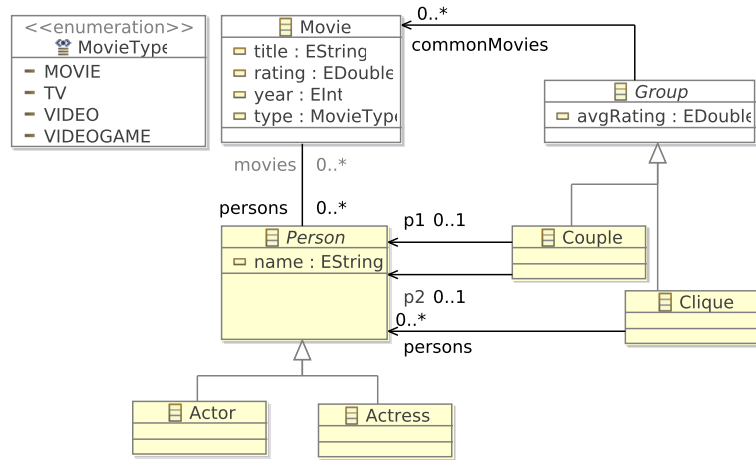 <<enumeration>>
MovieType
MOVIE
TV
VIDEO
VIDEOGAME
Movie
title : EString
rating : EDouble
year : EInt
type : MovieType
0..*
commonMovies
Group
avgRating : EDouble
movies 0..*
persons 0..*
Person
name : EString
p1 0..1
p2 0..1
Couple
0..*
persons
Clique
Actor
Actress